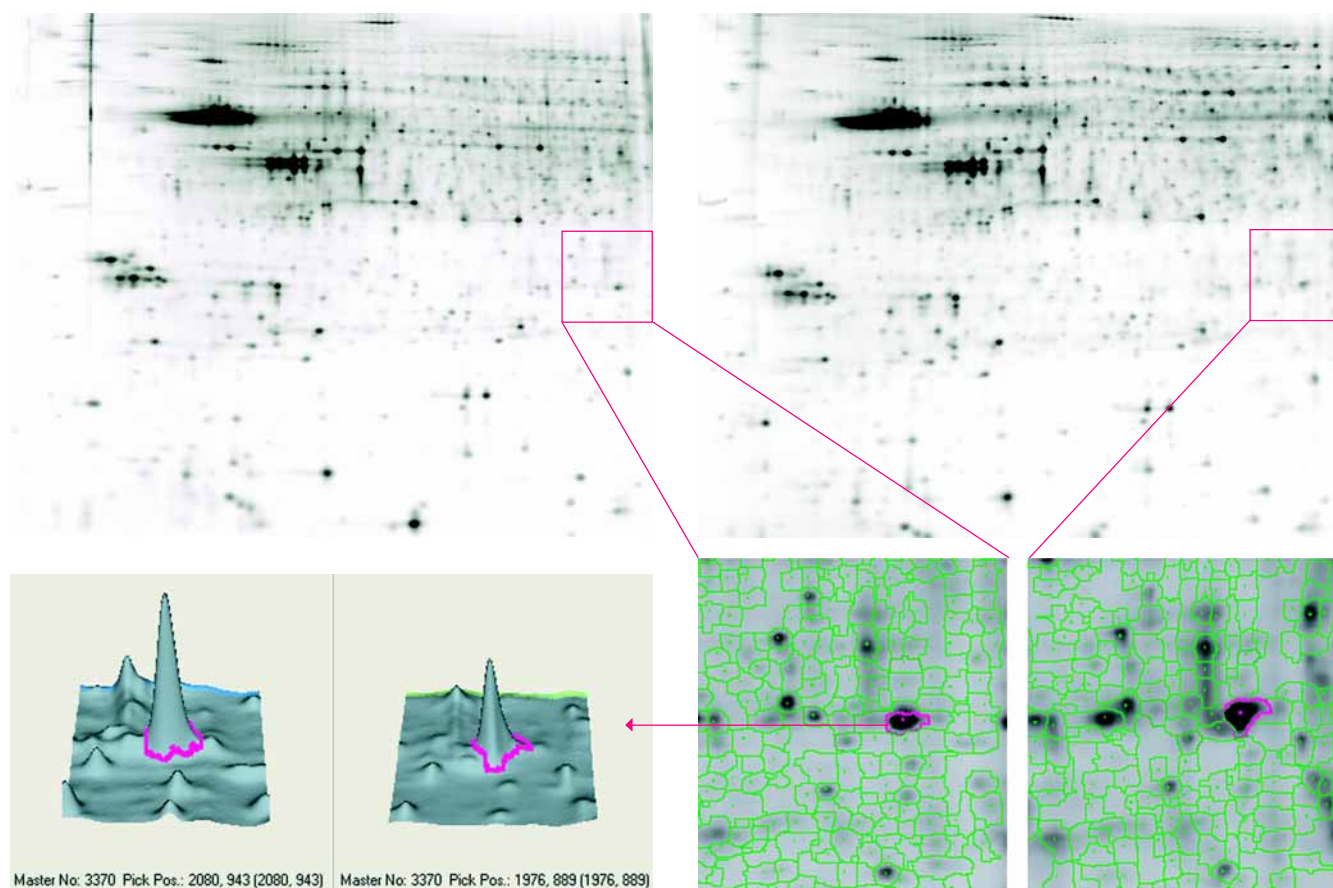 Master No: 3370 Pick Pos.: 2080, 943 (2080, 943)
Master No: 3370 Pick Pos.: 1976, 889 (1976, 889)